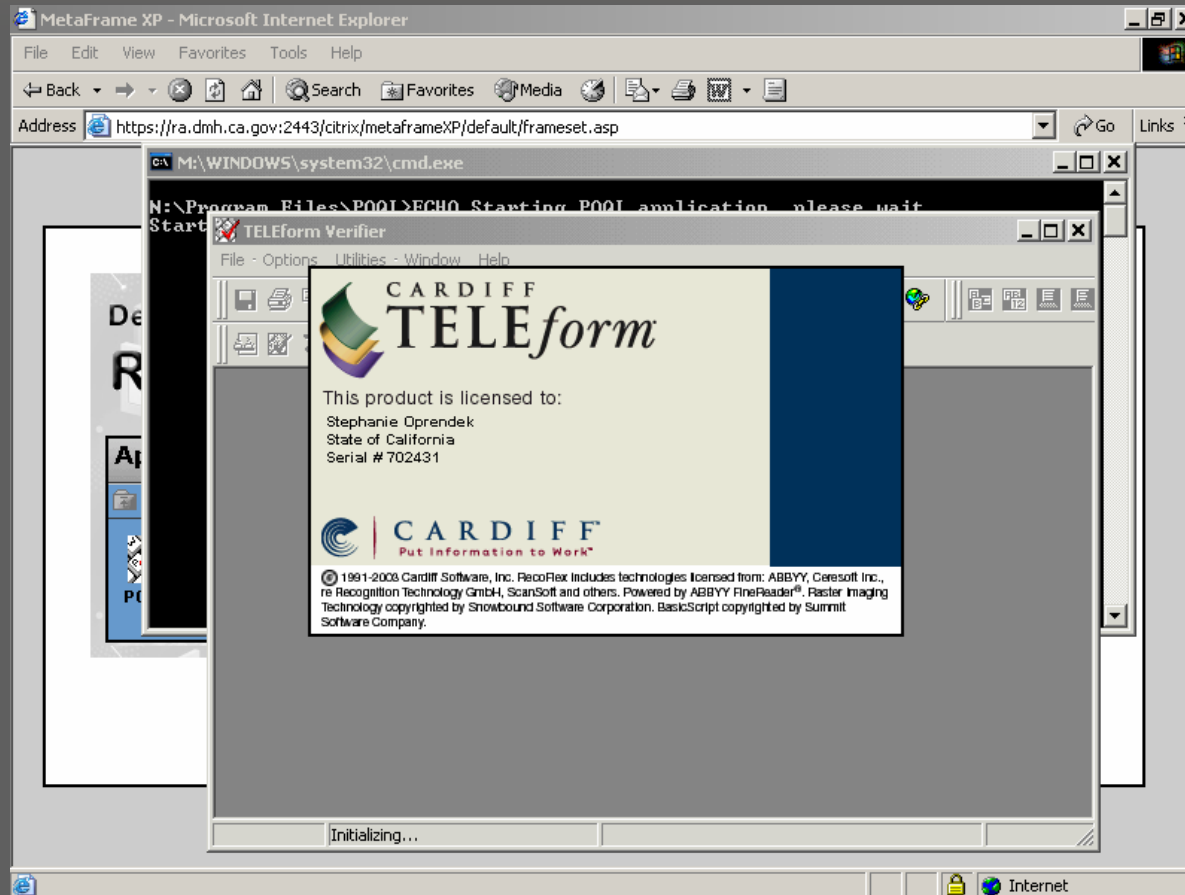 MetaFrame XP - Microsoft Internet Explorer
File Edit View Favorites Tools Help
Back Search Favorites Media
Address https://ra.dmh.ca.gov:2443/citrix/metaframeXP/default/frameset.asp Go Links
M:\WINDOWS\system32\cmd.exe
N:\Program Files\POQI>ECHO Starting POQI application please wait
Start
TELEform Verifier
File Options Utilities Window Help
CARDIFF
TELEform
This product is licensed to:
Stephanie Oprendek
State of California
Serial # 702431
CARDIFF
Put Information to Work
© 1991-2003 Cardiff Software, Inc. RecoFlex includes technologies licensed from: ABBYY, Ceresoft Inc.,
re Recognition Technology GmbH, ScanSoft and others. Powered by ABBYY FineReader®. Raster Imaging
Technology copyrighted by Snowbound Software Corporation. BasicScript copyrighted by Summit
Software Company.
De
R
Ap
PO
Initializing...
Internet